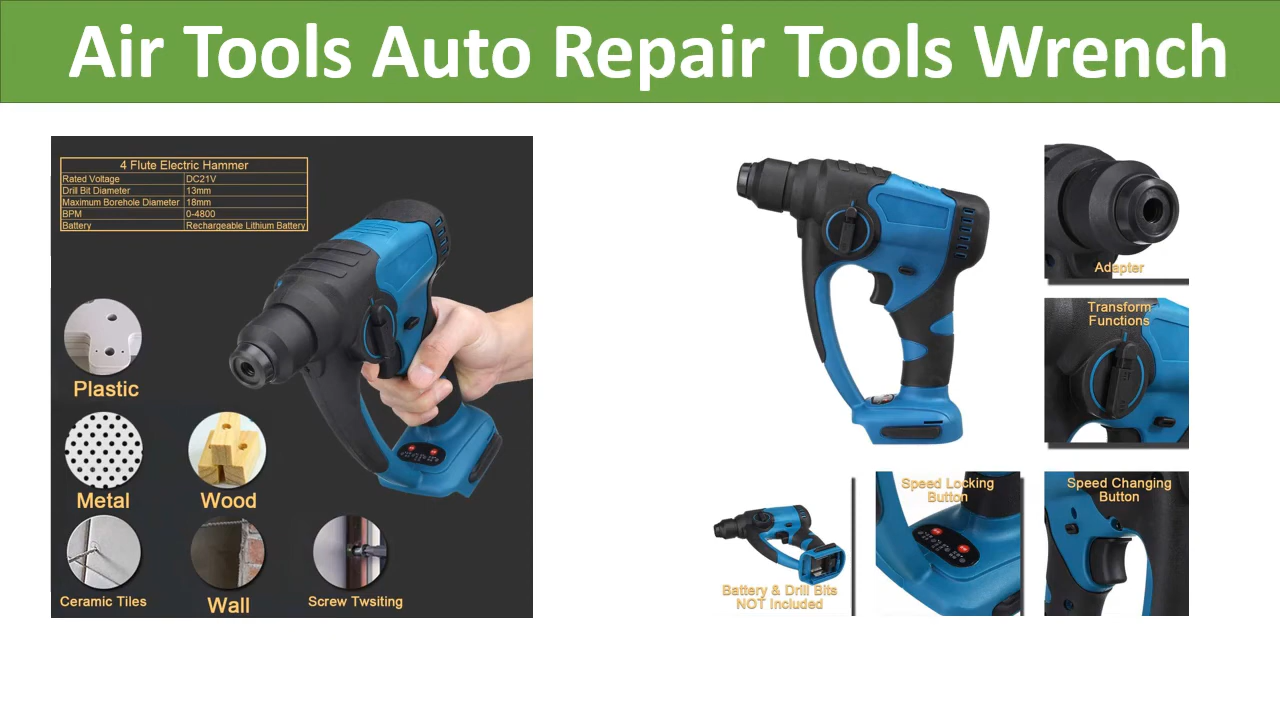 Air Tools Auto Repair Tools Wrench
4 Flute Electric Hammer
Rated Voltage DC21V
Drill Bit Diameter 13mm
Maximum Borehole Diameter 18mm
BPM 0-4800
Battery Rechargeable Lithium Battery
Plastic
Metal
Wood
Ceramic Tiles
Wall
Screw Twsiting
Adapter
Transform
Functions
Battery & Drill Bits
NOT Included
Speed Locking
Button
Speed Changing
Button